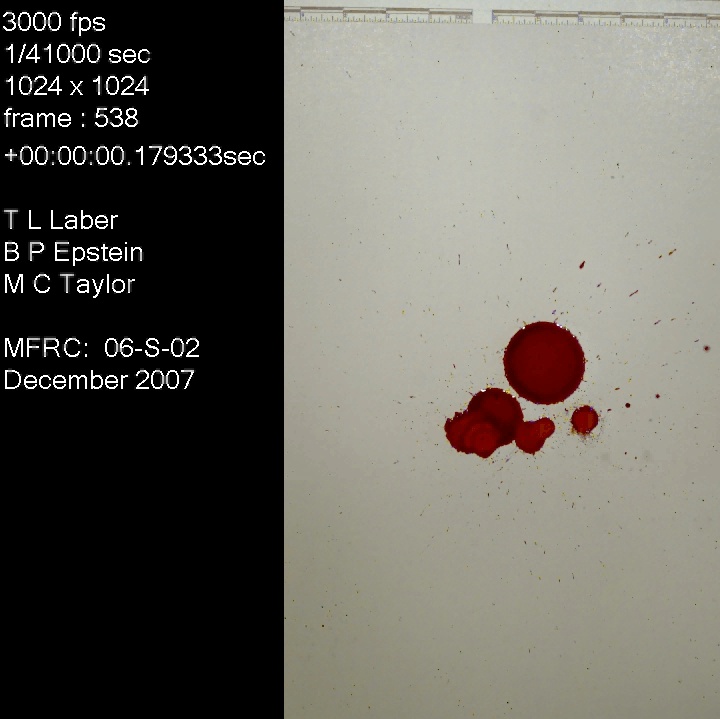 3000 fps
1/41000 sec
1024 x 1024
frame : 538
+00:00:00.179333sec
T L Laber
B P Epstein
M C Taylor
MFRC: 06-S-02
December 2007